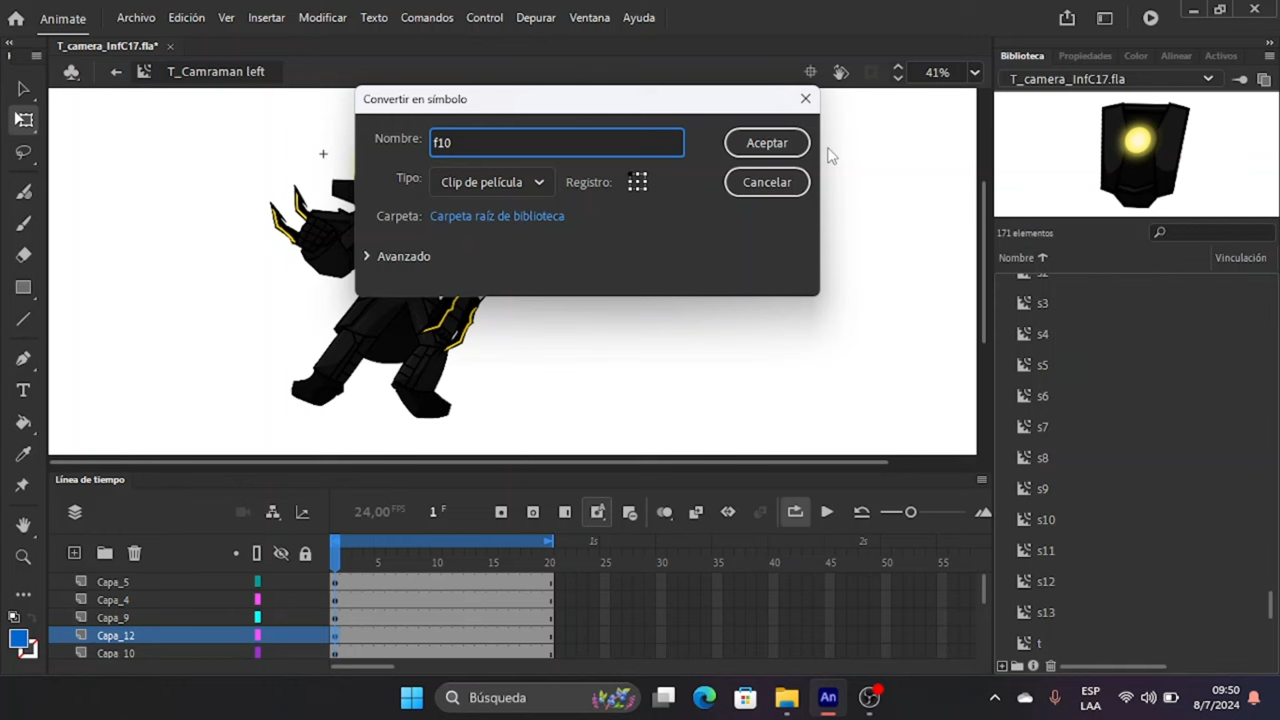 Animate
Archivo Edición Ver Insertar Modificar Texto Comandos Control Depurar Ventana Ayuda
T_camera_InfC17.fla*
T_Camraman left
41%
Convertir en símbolo
Nombre: f10
Aceptar
Tipo: Clip de película
Registro:
Cancelar
Carpeta: Carpeta raíz de biblioteca
Avanzado
Biblioteca Propiedades Color Alinear Activos
T_camera_InfC17.fla
171 elementos
Nombre Vinculación
s3
s4
s5
s6
s7
s8
s9
s10
s11
s12
s13
t
Línea de tiempo
24,00 FPS 1 F
1s 2s
5 10 15 20 25 30 35 40 45 50 55
Capa_5
Capa_4
Capa_9
Capa_12
Capa_10
Búsqueda
An
ESP
LAA
09:50
8/7/2024